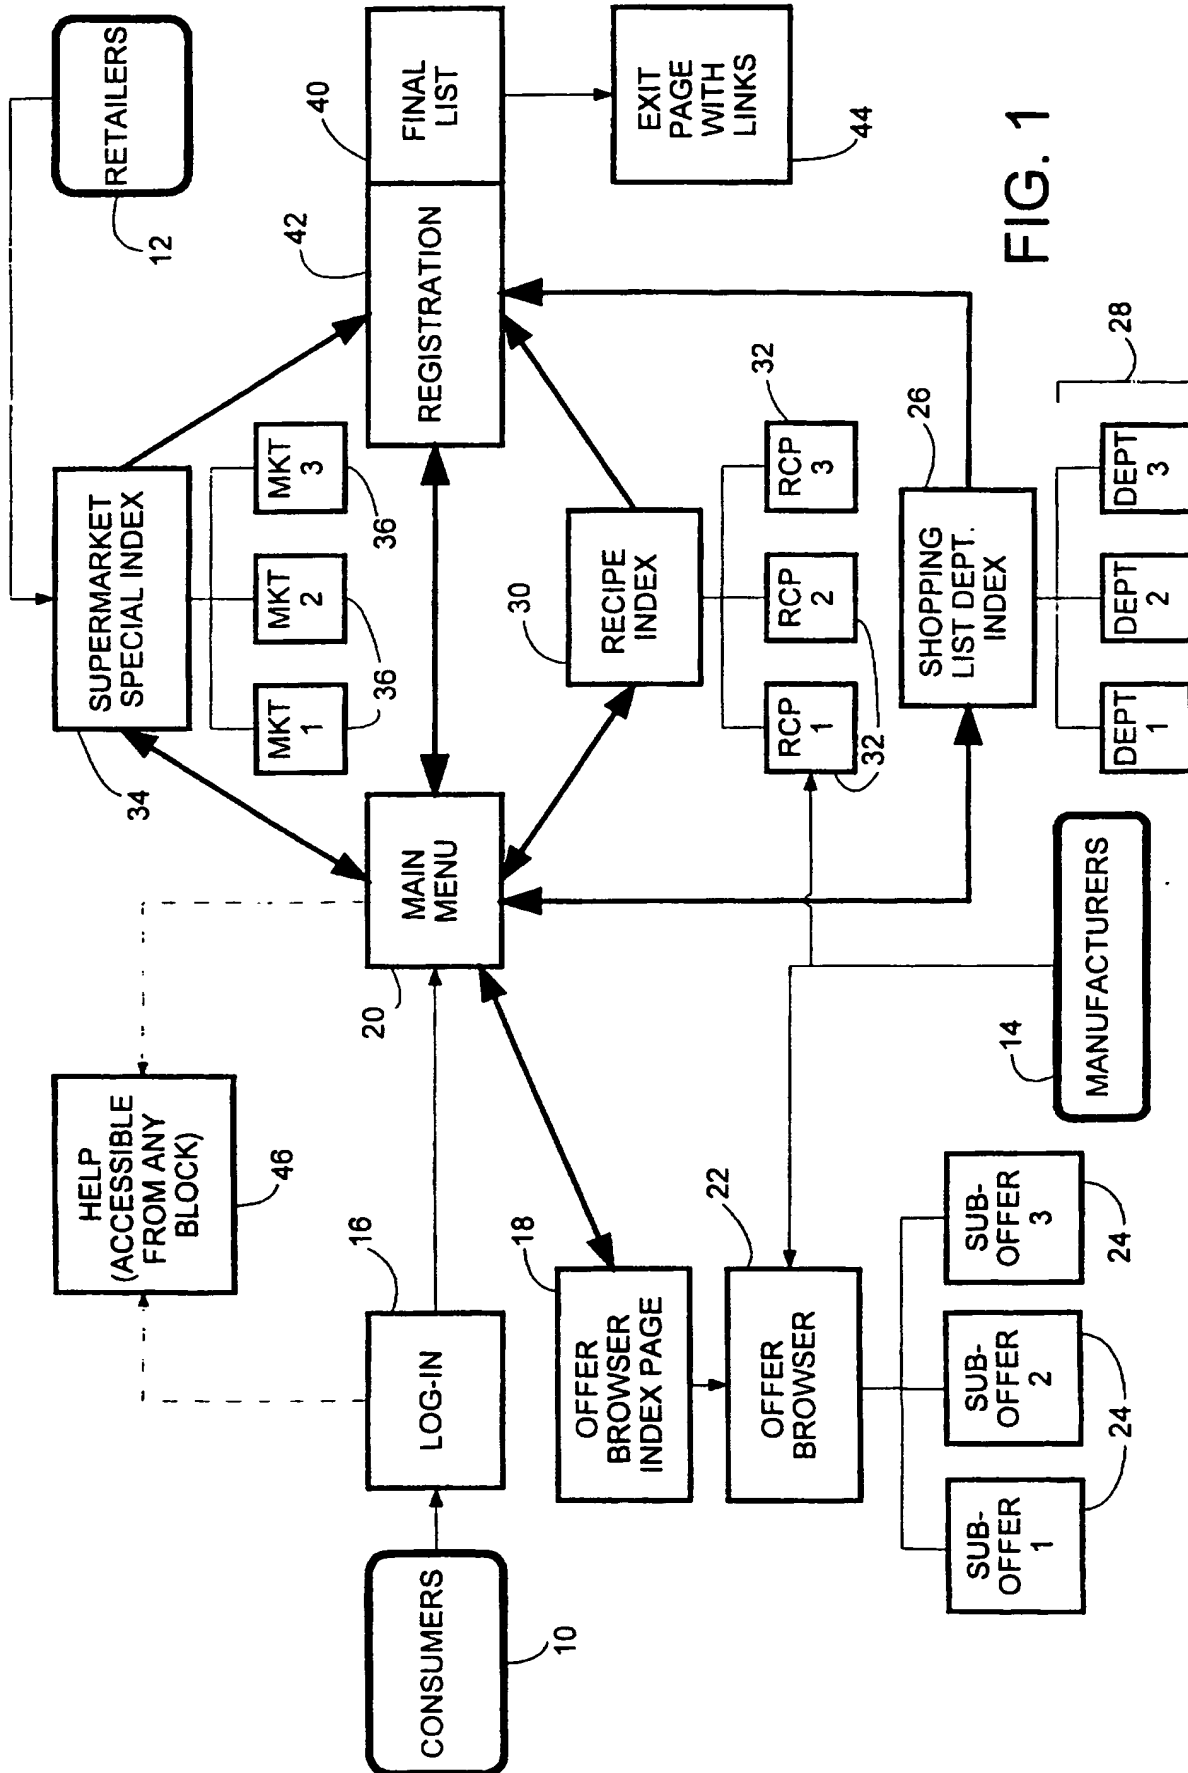 CONSUMERS
10
LOG-IN
16
HELP
(ACCESSIBLE
FROM ANY
BLOCK)
46
MAIN
MENU
20
SUPERMARKET
SPECIAL INDEX
34
MKT
1
MKT
2
MKT
3
36
36
RETAILERS
12
REGISTRATION
42
FINAL
LIST
40
EXIT
PAGE
WITH
LINKS
44
OFFER
BROWSER
INDEX PAGE
18
OFFER
BROWSER
22
SUB-
OFFER
1
SUB-
OFFER
2
SUB-
OFFER
3
24
24
MANUFACTURERS
14
RECIPE
INDEX
30
RCP
1
RCP
2
RCP
3
32
32
32
SHOPPING
LIST DEPT.
INDEX
26
DEPT
1
DEPT
2
DEPT
3
28
FIG. 1